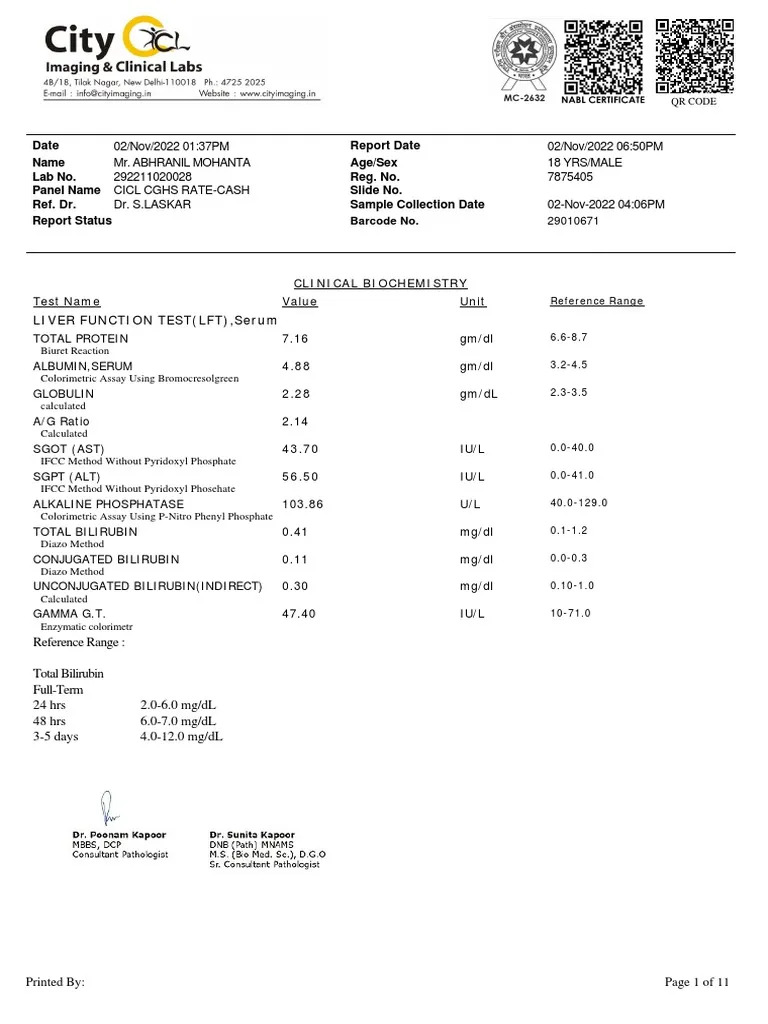 City CICL
Imaging & Clinical Labs
4B/18, Tilak Nagar, New Delhi-110018 Ph.: 4725 2025
E-mail : info@cityimaging.in Website : www.cityimaging.in
MC-2632
NABL CERTIFICATE
QR CODE
Date 02/Nov/2022 01:37PM Report Date 02/Nov/2022 06:50PM
Name Mr. ABHRANIL MOHANTA Age/Sex 18 YRS/MALE
Lab No. 292211020028 Reg. No. 7875405
Panel Name CICL CGHS RATE-CASH Slide No.
Ref. Dr. Dr. S.LASKAR Sample Collection Date 02-Nov-2022 04:06PM
Report Status Barcode No. 29010671
CLINICAL BIOCHEMISTRY
Test Name Value Unit Reference Range
LIVER FUNCTION TEST(LFT),Serum
TOTAL PROTEIN 7.16 gm/dl 6.6-8.7
Biuret Reaction
ALBUMIN,SERUM 4.88 gm/dl 3.2-4.5
Colorimetric Assay Using Bromocresolgreen
GLOBULIN 2.28 gm/dL 2.3-3.5
calculated
A/G Ratio 2.14
Calculated
SGOT (AST) 43.70 IU/L 0.0-40.0
IFCC Method Without Pyridoxyl Phosphate
SGPT (ALT) 56.50 IU/L 0.0-41.0
IFCC Method Without Pyridoxyl Phosehate
ALKALINE PHOSPHATASE 103.86 U/L 40.0-129.0
Colorimetric Assay Using P-Nitro Phenyl Phosphate
TOTAL BILIRUBIN 0.41 mg/dl 0.1-1.2
Diazo Method
CONJUGATED BILIRUBIN 0.11 mg/dl 0.0-0.3
Diazo Method
UNCONJUGATED BILIRUBIN(INDIRECT) 0.30 mg/dl 0.10-1.0
Calculated
GAMMA G.T. 47.40 IU/L 10-71.0
Enzymatic colorimetr
Reference Range :
Total Bilirubin
Full-Term
24 hrs 2.0-6.0 mg/dL
48 hrs 6.0-7.0 mg/dL
3-5 days 4.0-12.0 mg/dL
Dr. Poonam Kapoor Dr. Sunita Kapoor
MBBS, DCP DNB (Path) MNAMS
Consultant Pathologist M.S. (Bio Med. Sc.), D.G.O
Sr. Consultant Pathologist
Printed By: Page 1 of 11